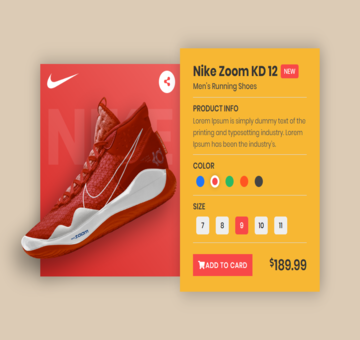 NIKE
Nike Zoom KD 12 NEW
Men's Running Shoes
PRODUCT INFO
Lorem Ipsum is simply dummy text of the
printing and typesetting industry. Lorem
Ipsum has been the industry's.
COLOR
SIZE
7 8 9 10 11
ADD TO CARD $189.99
zoom